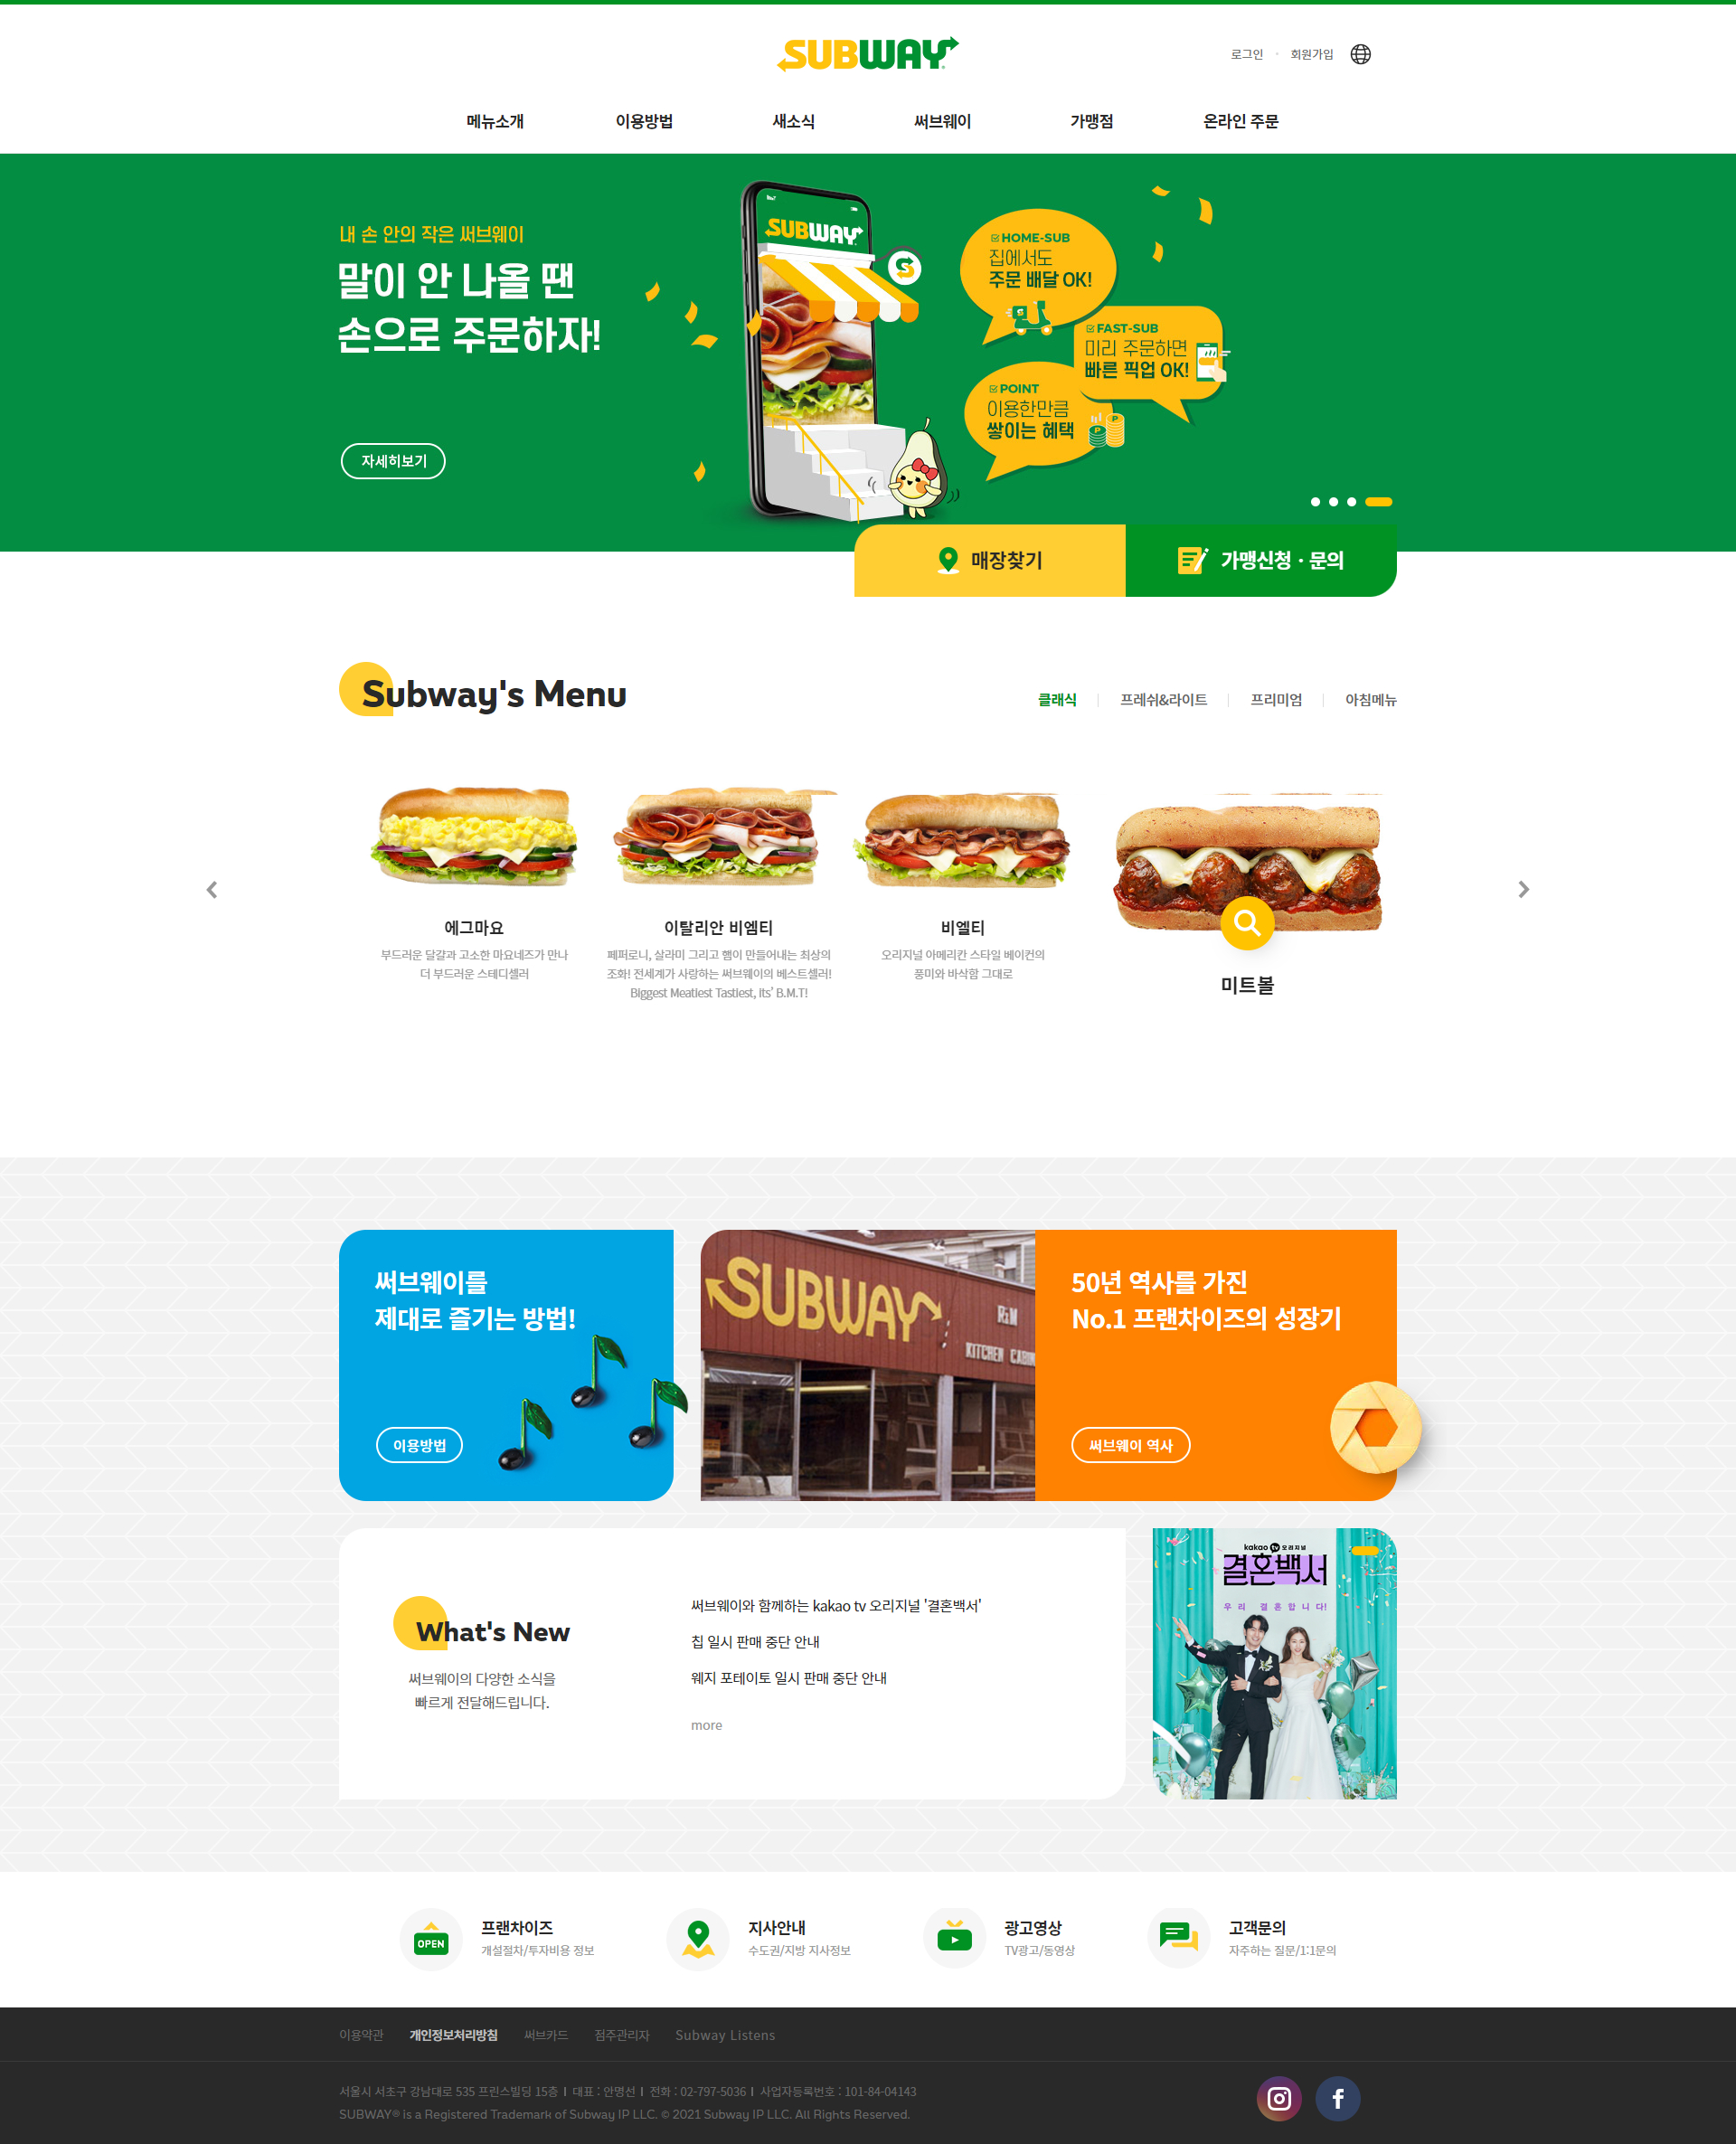 SUBWAY
로그인 · 회원가입
메뉴소개 이용방법 새소식 써브웨이 가맹점 온라인 주문
내 손 안의 작은 써브웨이
말이 안 나올 땐
손으로 주문하자!
자세히보기
SUBWAY
HOME-SUB
집에서도
주문 배달 OK!
FAST-SUB
미리 주문하면
빠른 픽업 OK!
POINT
이용한만큼
쌓이는 혜택
매장찾기
가맹신청 · 문의
Subway's Menu
클래식 프레쉬&라이트 프리미엄 아침메뉴
에그마요
부드러운 달걀과 고소한 마요네즈가 만나
더 부드러운 스테디셀러
이탈리안 비엠티
페퍼로니, 살라미 그리고 햄이 만들어내는 최상의
조화! 전세계가 사랑하는 써브웨이의 베스트셀러!
Biggest Meatiest Tastiest, its’ B.M.T!
비엘티
오리지널 아메리칸 스타일 베이컨의
풍미와 바삭함 그대로
미트볼
써브웨이를
제대로 즐기는 방법!
이용방법
SUBWAY
R&M
KITCHEN CABIN
50년 역사를 가진
No.1 프랜차이즈의 성장기
써브웨이 역사
What's New
써브웨이의 다양한 소식을
빠르게 전달해드립니다.
써브웨이와 함께하는 kakao tv 오리지널 '결혼백서'
칩 일시 판매 중단 안내
웨지 포테이토 일시 판매 중단 안내
more
kakao tv 오리지널
결혼백서
우리 결혼합니다!
OPEN
프랜차이즈
개설절차/투자비용 정보
지사안내
수도권/지방 지사정보
광고영상
TV광고/동영상
고객문의
자주하는 질문/1:1문의
이용약관 개인정보처리방침 써브카드 점주관리자 Subway Listens
서울시 서초구 강남대로 535 프린스빌딩 15층 I 대표 : 안명선 I 전화 : 02-797-5036 I 사업자등록번호 : 101-84-04143
SUBWAY® is a Registered Trademark of Subway IP LLC. © 2021 Subway IP LLC. All Rights Reserved.